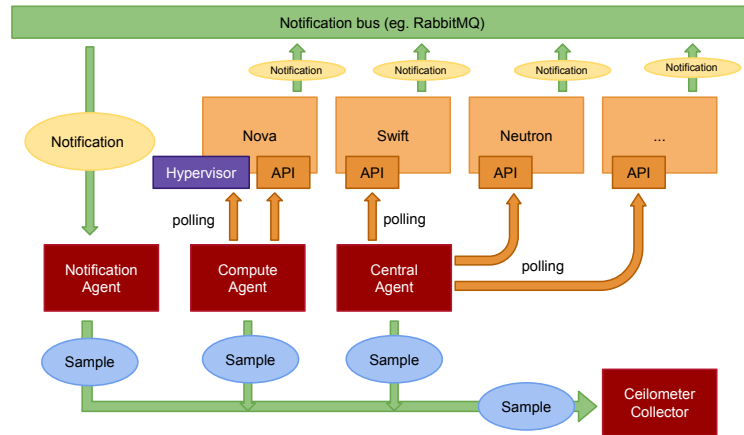 Notification bus (eg. RabbitMQ)
Notification
Notification
Notification
Notification
Notification
Nova
Swift
Neutron
...
Hypervisor
API
API
API
API
polling
polling
polling
Notification
Agent
Compute
Agent
Central
Agent
Sample
Sample
Sample
Sample
Ceilometer
Collector